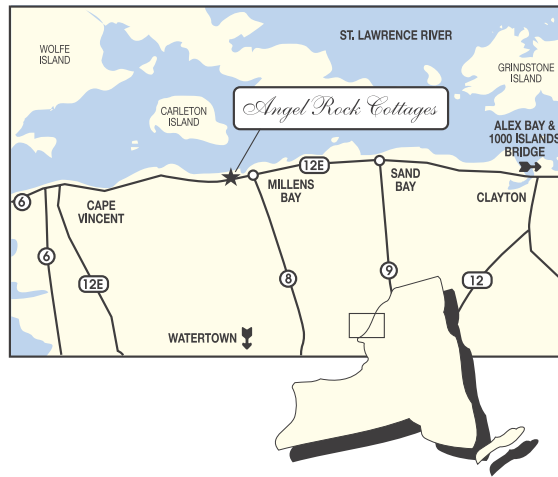 ST. LAWRENCE RIVER
WOLFE
ISLAND
GRINDSTONE
ISLAND
CARLETON
ISLAND
Angel Rock Cottages
ALEX BAY &
1000 ISLANDS
BRIDGE
12E
MILLENS
BAY
SAND
BAY
CLAYTON
6
CAPE
VINCENT
6
12E
8
9
12
WATERTOWN